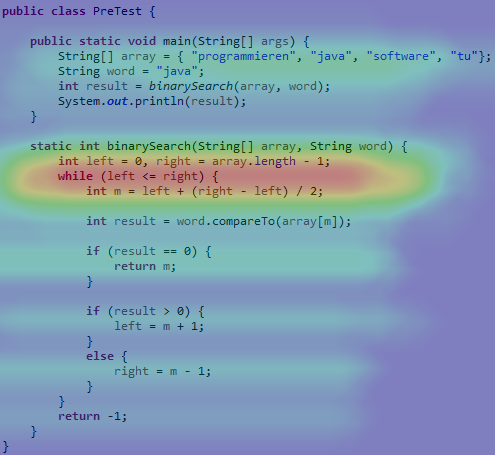 public class PreTest {
public static void main(String[] args) {
String[] array = { "programmieren", "java", "software", "tu"};
String word = "java";
int result = binarySearch(array, word);
System.out.println(result);
}
static int binarySearch(String[] array, String word) {
int left = 0, right = array.length - 1;
while (left <= right) {
int m = left + (right - left) / 2;
int result = word.compareTo(array[m]);
if (result == 0) {
return m;
}
if (result > 0) {
left = m + 1;
}
else {
right = m - 1;
}
}
return -1;
}
}